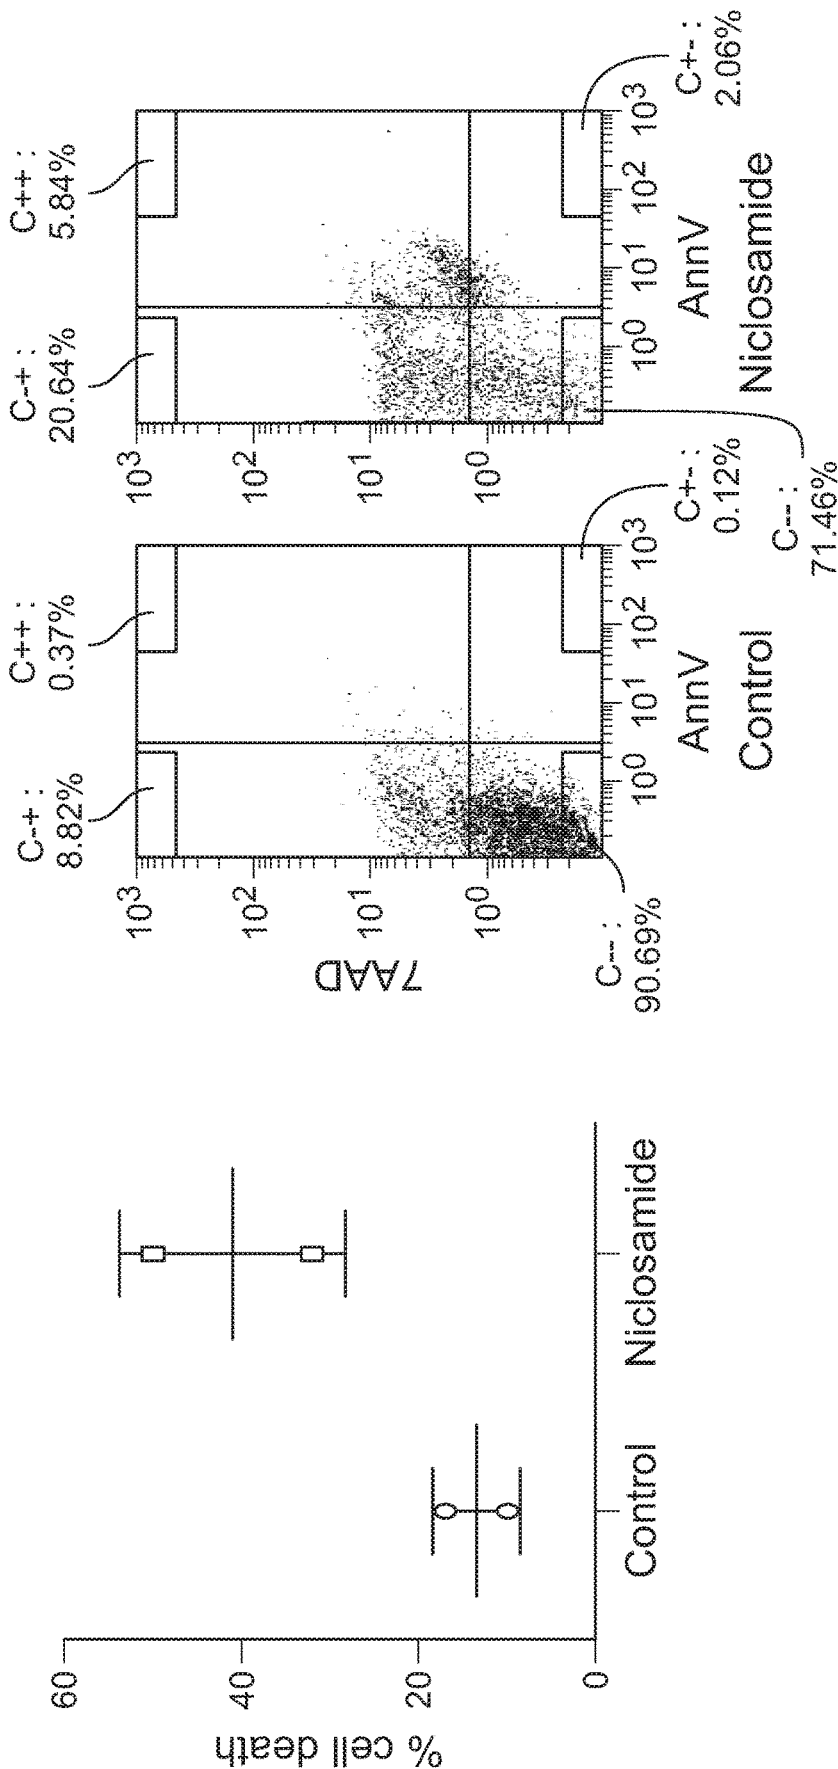 % cell death
60
40
20
0
Control
Niclosamide
C-+ :
8.82%
C++ :
0.37%
7AAD
10³
10²
10¹
10⁰
10⁰
10¹
10²
10³
C-- :
90.69%
C+- :
0.12%
AnnV
Control
C-+ :
20.64%
C++ :
5.84%
10³
10²
10¹
10⁰
10⁰
10¹
10²
10³
C-- :
71.46%
C+- :
2.06%
AnnV
Niclosamide